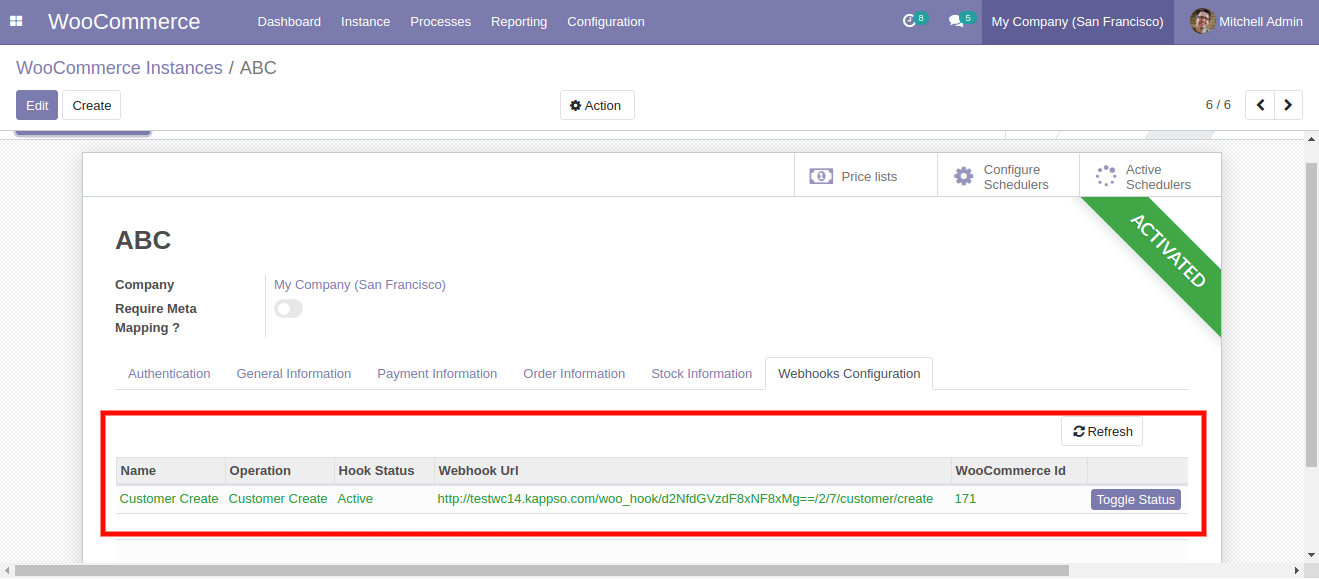 WooCommerce Dashboard Instance Processes Reporting Configuration 8 5 My Company (San Francisco) Mitchell Admin
WooCommerce Instances / ABC
Edit Create Action 6 / 6
1 Price lists Configure Schedulers Active Schedulers
ACTIVATED
ABC
Company My Company (San Francisco)
Require Meta
Mapping ?
Authentication General Information Payment Information Order Information Stock Information Webhooks Configuration
Refresh
Name Operation Hook Status Webhook Url WooCommerce Id
Customer Create Customer Create Active http://testwc14.kappso.com/woo_hook/d2NfdGVzdF8xNF8xMg==/2/7/customer/create 171 Toggle Status